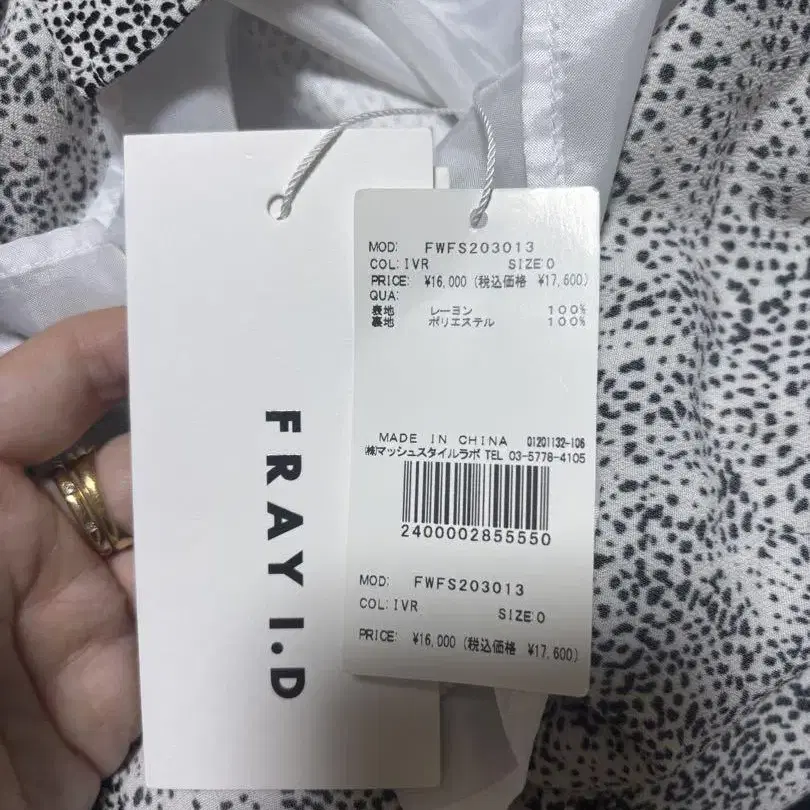 FRAY I.D
MOD: FWFS203013
COL:IVR SIZE:0
PRICE: ¥16,000 (税込価格 ¥17,600)
QUA:
表地 レーヨン 100%
裏地 ポリエステル 100%
MADE IN CHINA 01201132-106
㈱マッシュスタイルラボ TEL 03-5778-4105
2400002855550
MOD: FWFS203013
COL:IVR SIZE:0
PRICE: ¥16,000 (税込価格 ¥17,600)